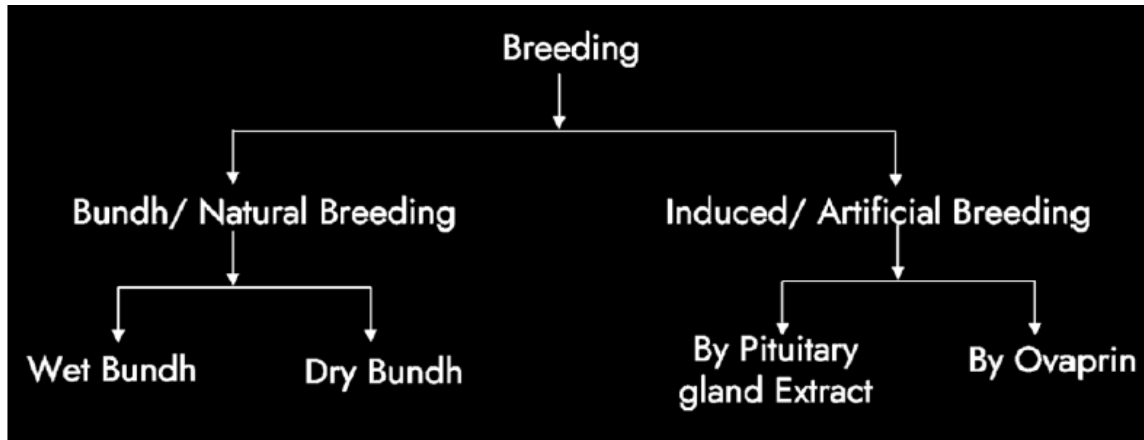 Breeding
Bundh/ Natural Breeding
Induced/ Artificial Breeding
Wet Bundh
Dry Bundh
By Pituitary
gland Extract
By Ovaprin